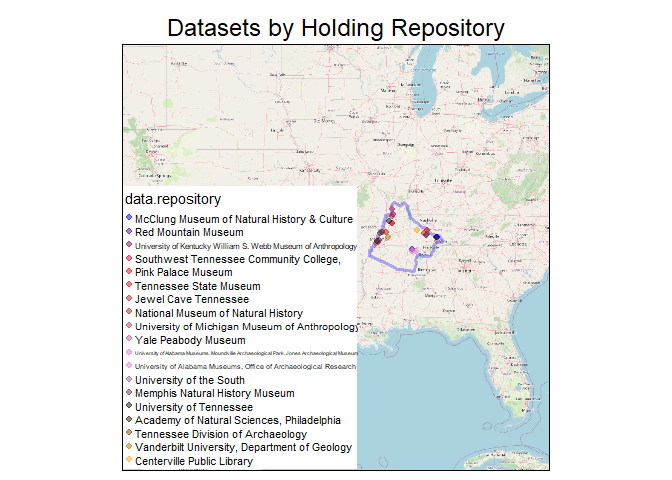 Datasets by Holding Repository
data.repository
McClung Museum of Natural History & Culture
Red Mountain Museum
University of Kentucky William S. Webb Museum of Anthropology
Southwest Tennessee Community College,
Pink Palace Museum
Tennessee State Museum
Jewel Cave Tennessee
National Museum of Natural History
University of Michigan Museum of Anthropology
Yale Peabody Museum
University of Alabama Museums, Moundville Archaeological Park, Jones Archaeological Museum
University of Alabama Museums, Office of Archaeological Research
University of the South
Memphis Natural History Museum
University of Tennessee
Academy of Natural Sciences, Philadelphia
Tennessee Division of Archaeology
Vanderbilt University, Department of Geology
Centerville Public Library